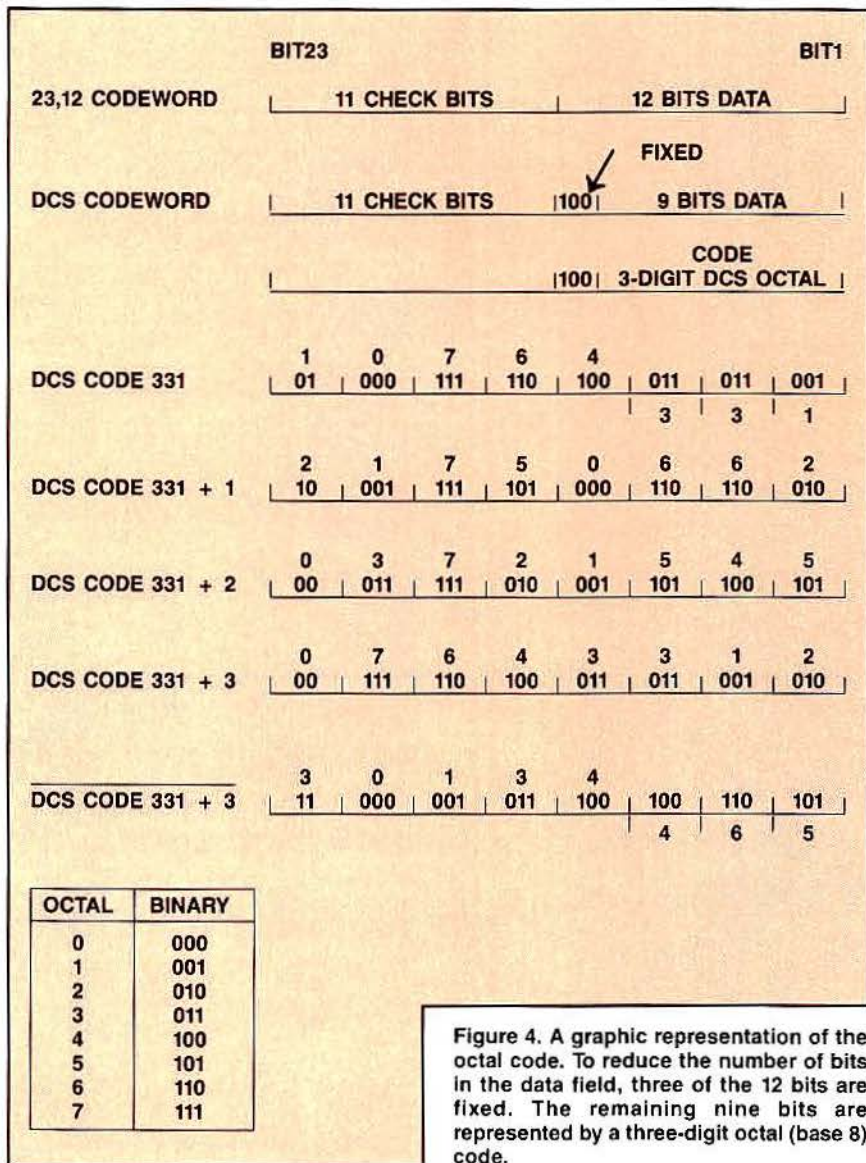 BIT23 BIT1
23,12 CODEWORD | 11 CHECK BITS | 12 BITS DATA |
FIXED
DCS CODEWORD | 11 CHECK BITS |100| 9 BITS DATA |
CODE
| |100| 3-DIGIT DCS OCTAL |
1 0 7 6 4
DCS CODE 331 | 01 | 000 | 111 | 110 | 100 | 011 | 011 | 001 |
| 3 | 3 | 1
2 1 7 5 0 6 6 2
DCS CODE 331 + 1 | 10 | 001 | 111 | 101 | 000 | 110 | 110 | 010 |
0 3 7 2 1 5 4 5
DCS CODE 331 + 2 | 00 | 011 | 111 | 010 | 001 | 101 | 100 | 101 |
0 7 6 4 3 3 1 2
DCS CODE 331 + 3 | 00 | 111 | 110 | 100 | 011 | 011 | 001 | 010 |
3 0 1 3 4
DCS CODE 331 + 3 | 11 | 000 | 001 | 011 | 100 | 100 | 110 | 101 |
| 4 | 6 | 5
OCTAL BINARY
0 000
1 001
2 010
3 011
4 100
5 101
6 110
7 111
Figure 4. A graphic representation of the
octal code. To reduce the number of bits
in the data field, three of the 12 bits are
fixed. The remaining nine bits are
represented by a three-digit octal (base 8)
code.